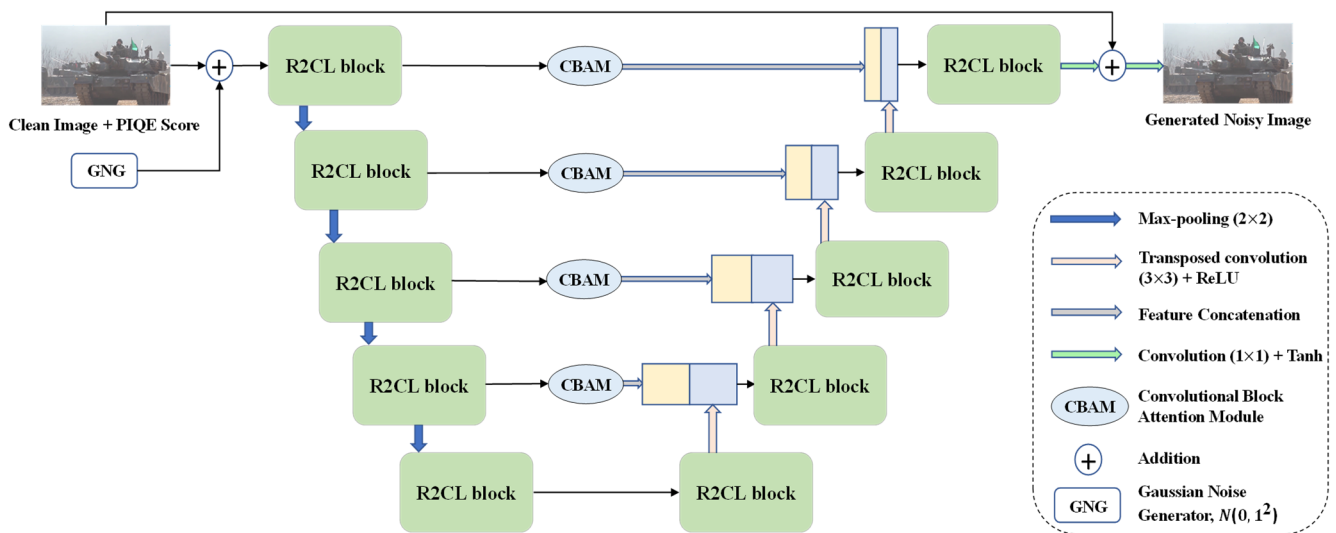 Clean Image + PIQE Score
GNG
R2CL block
CBAM
R2CL block
Generated Noisy Image
R2CL block
CBAM
R2CL block
R2CL block
CBAM
R2CL block
R2CL block
CBAM
R2CL block
R2CL block
R2CL block
Max-pooling (2×2)
Transposed convolution
(3×3) + ReLU
Feature Concatenation
Convolution (1×1) + Tanh
CBAM
Convolutional Block
Attention Module
+
Addition
GNG
Gaussian Noise
Generator, N(0, 1²)